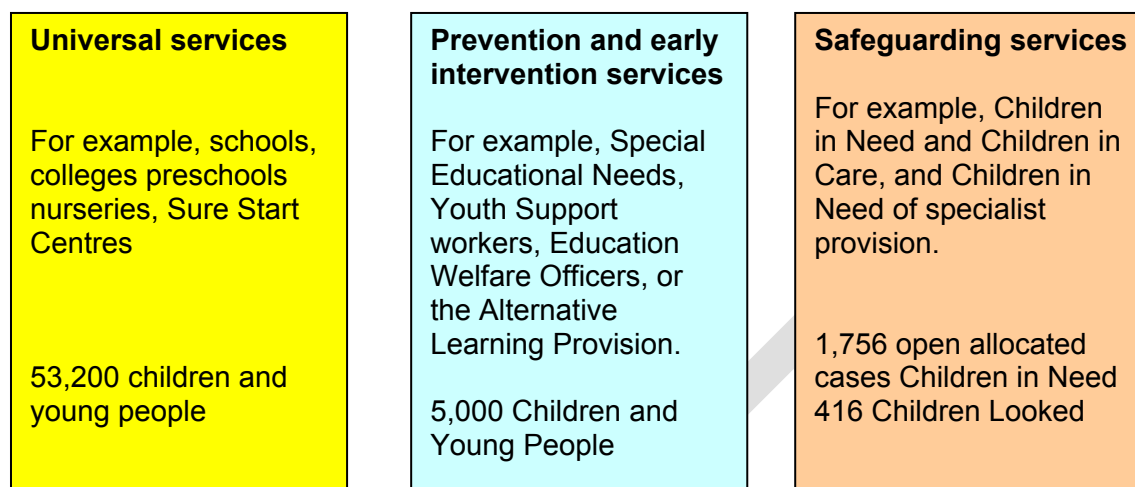 Universal services
For example, schools,
colleges preschools
nurseries, Sure Start
Centres
53,200 children and
young people
Prevention and early
intervention services
For example, Special
Educational Needs,
Youth Support
workers, Education
Welfare Officers, or
the Alternative
Learning Provision.
5,000 Children and
Young People
Safeguarding services
For example, Children
in Need and Children in
Care, and Children in
Need of specialist
provision.
1,756 open allocated
cases Children in Need
416 Children Looked